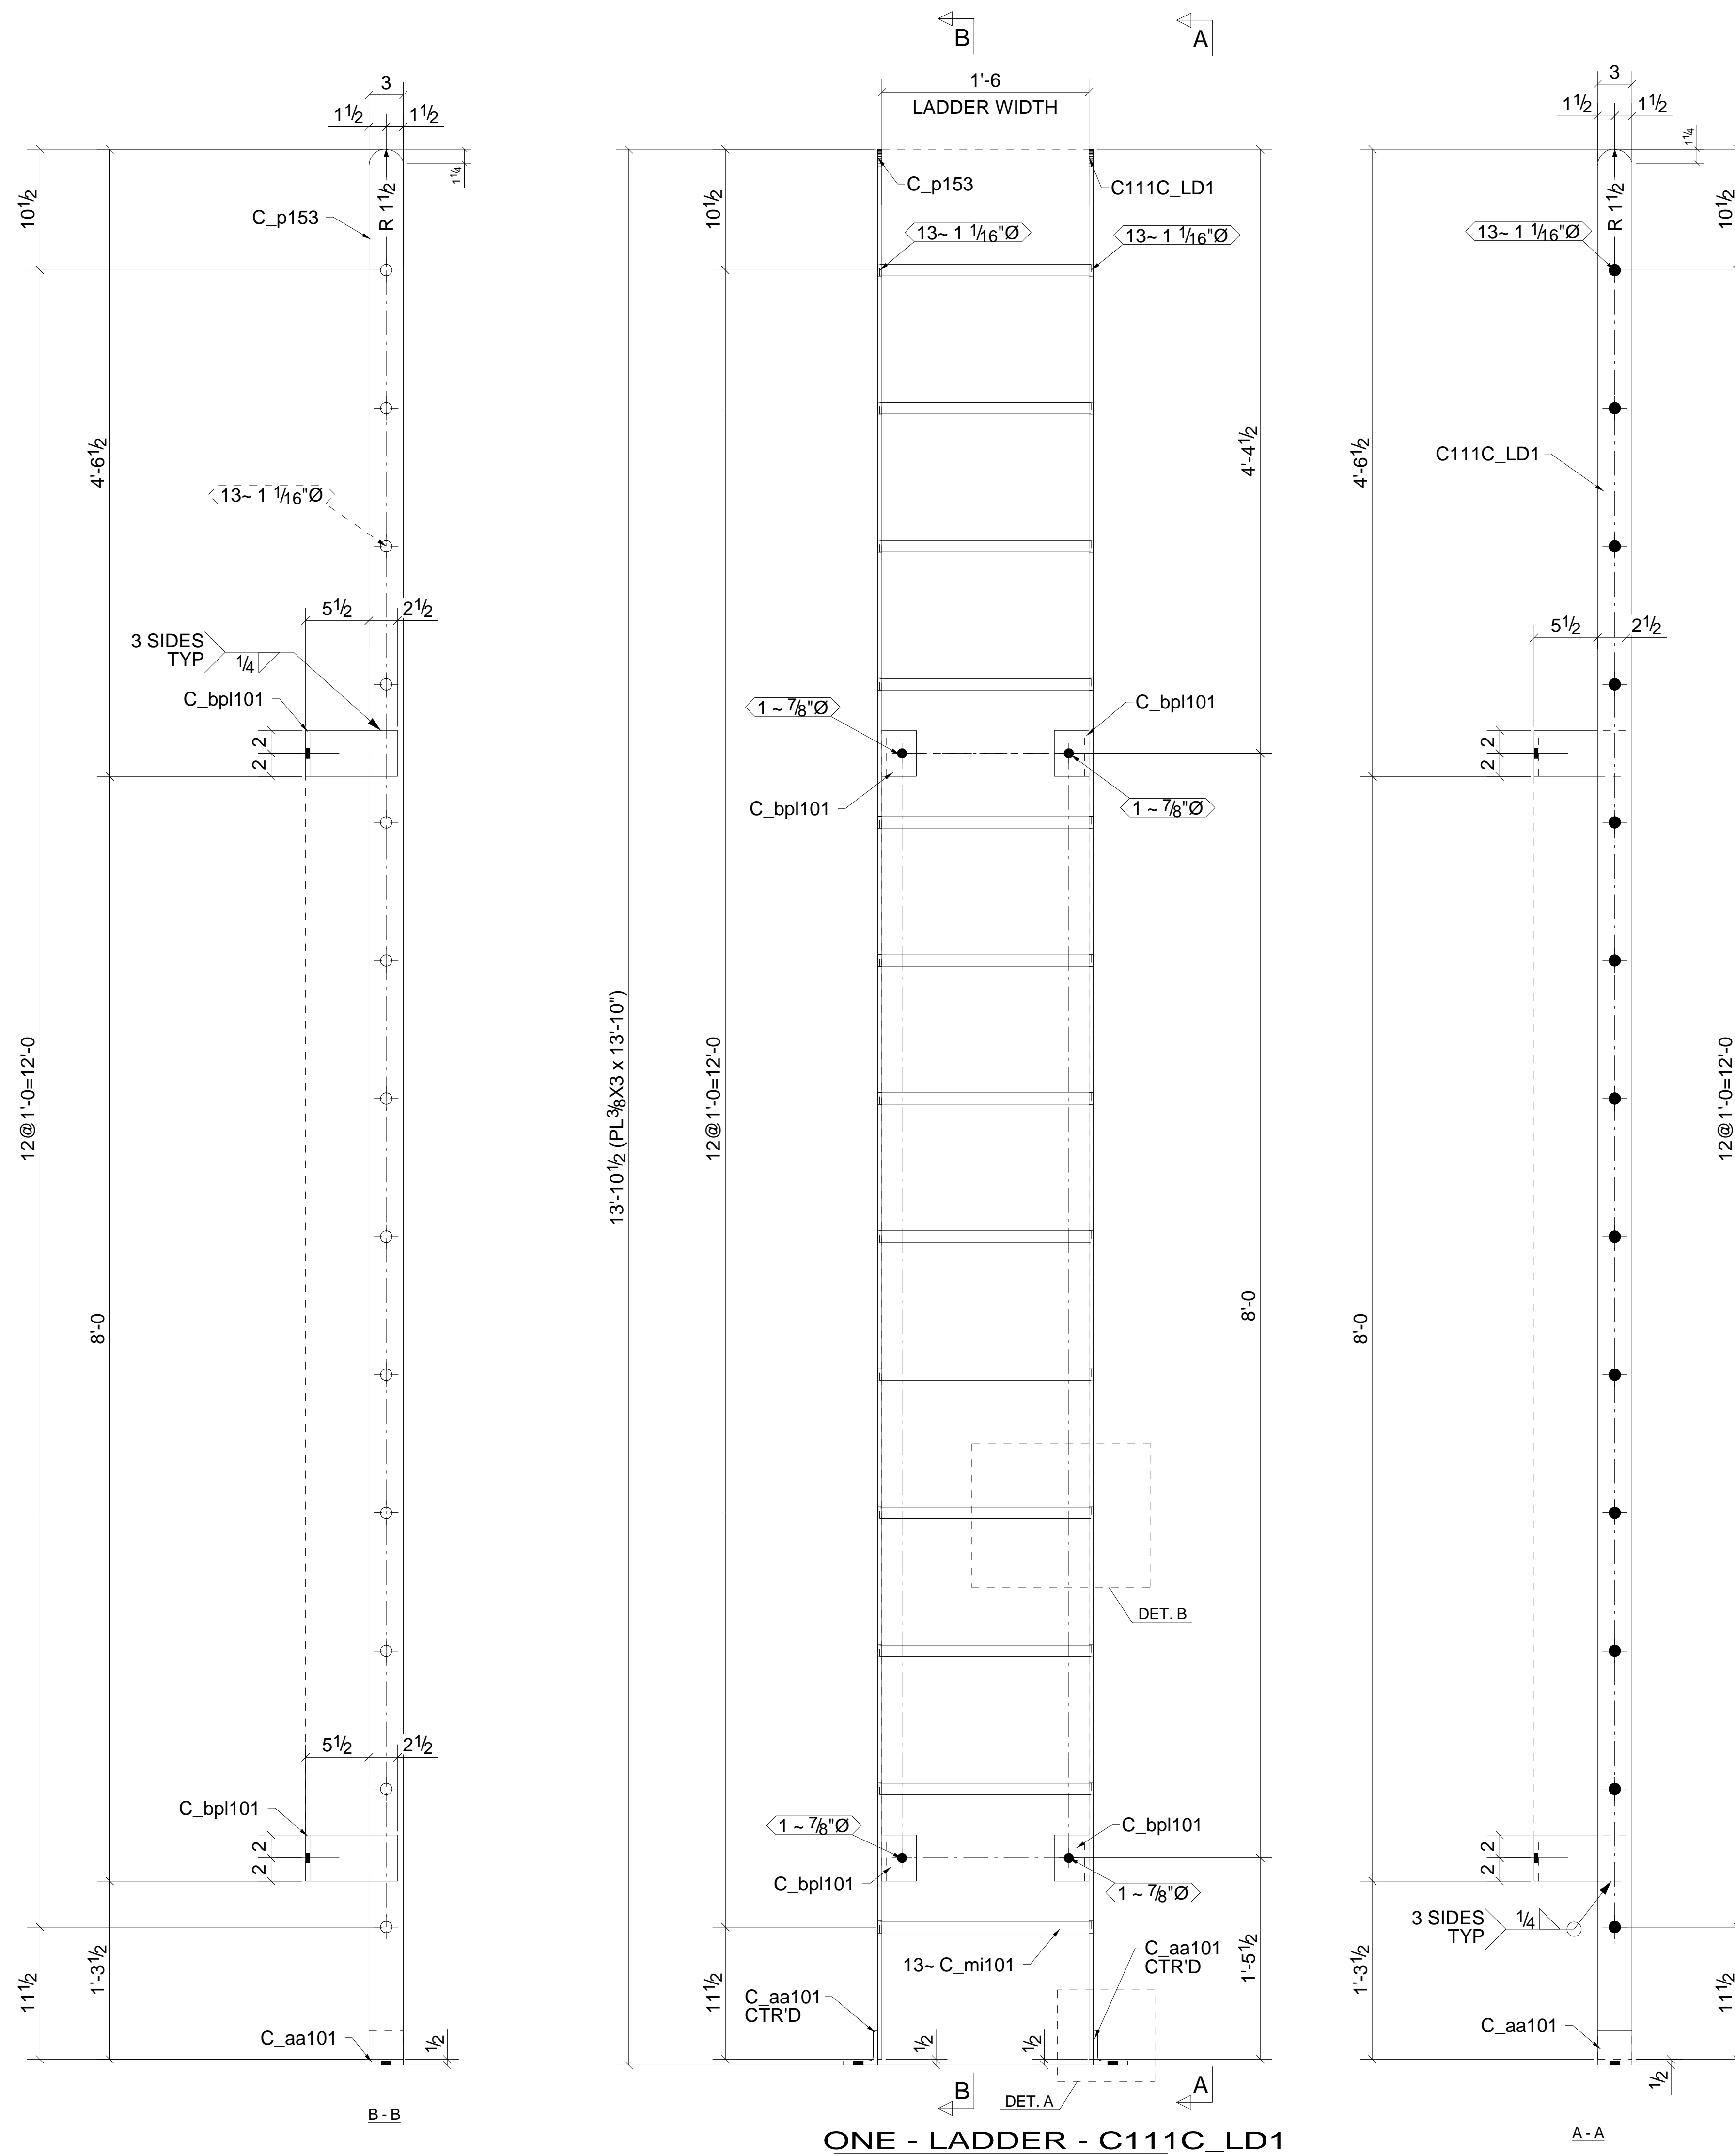 B
A
3
1½
1½
1¼
10½
C_p153
R 1½
4'-6½
13~ 1 1/16"Ø
5½
2½
3 SIDES
TYP
1/4
C_bpl101
2
2
12@1'-0=12'-0
8'-0
5½
2½
C_bpl101
2
2
11½
1'-3½
C_aa101
1/2
B - B
1'-6
LADDER WIDTH
C_p153
C111C_LD1
10½
13~ 1 1/16"Ø
13~ 1 1/16"Ø
4'-4½
1 ~ 7/8"Ø
C_bpl101
C_bpl101
1 ~ 7/8"Ø
13'-10½ (PL3/8X3 x 13'-10")
12@1'-0=12'-0
8'-0
DET. B
1 ~ 7/8"Ø
C_bpl101
C_bpl101
1 ~ 7/8"Ø
13~ C_mi101
C_aa101
CTR'D
11½
C_aa101
CTR'D
1'-5½
1/2
1/2
B
A
DET. A
ONE - LADDER - C111C_LD1
3
1½
1½
1¼
10½
R 1½
13~ 1 1/16"Ø
4'-6½
C111C_LD1
5½
2½
2
2
12@1'-0=12'-0
8'-0
2
2
3 SIDES
TYP
1/4
1'-3½
11½
C_aa101
1/2
A - A